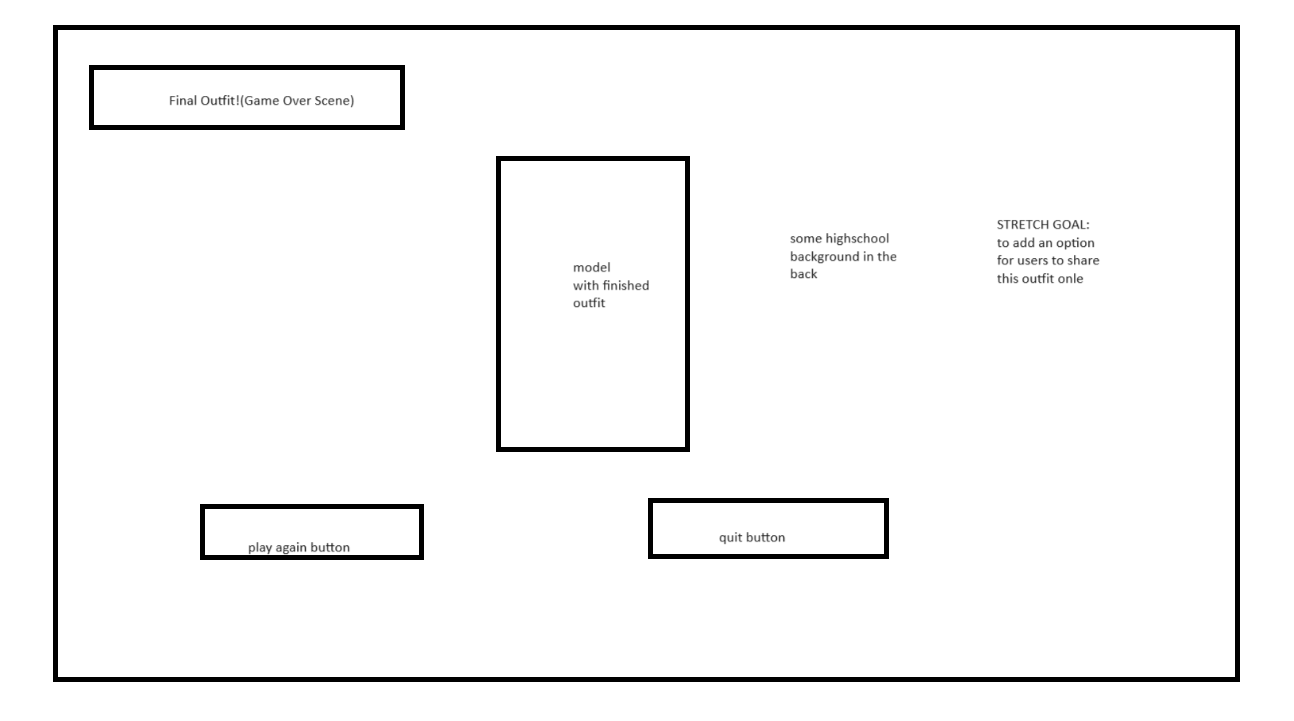 Final Outfit!(Game Over Scene)
model
with finished
outfit
some highschool
background in the
back
STRETCH GOAL:
to add an option
for users to share
this outfit onle
play again button
quit button